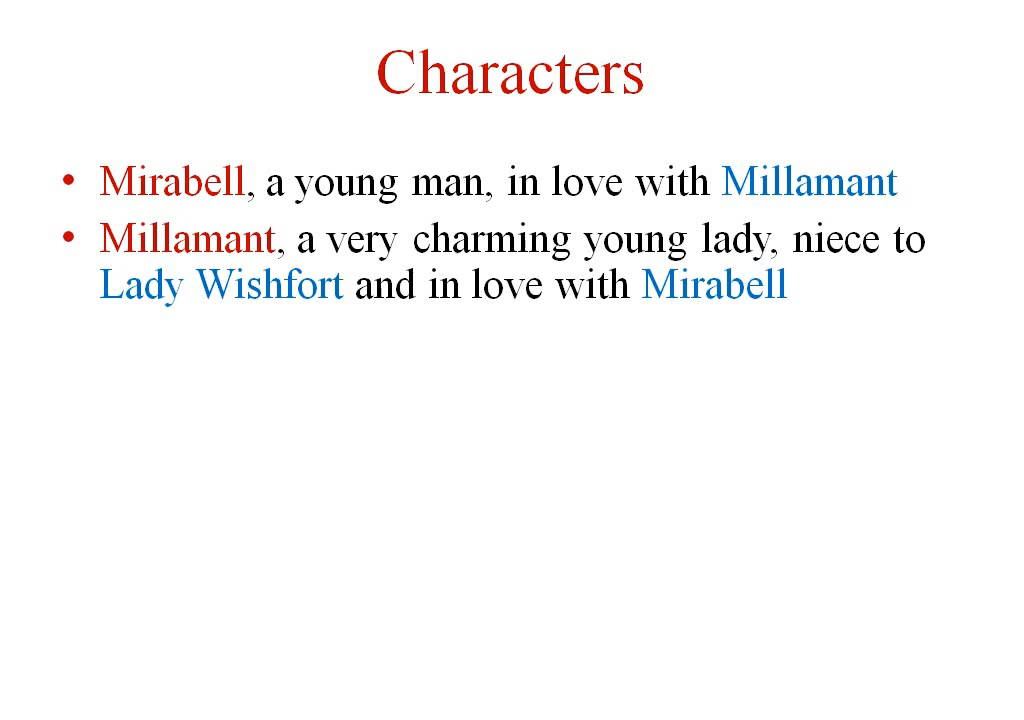 Characters
• Mirabell, a young man, in love with Millamant
• Millamant, a very charming young lady, niece to
Lady Wishfort and in love with Mirabell